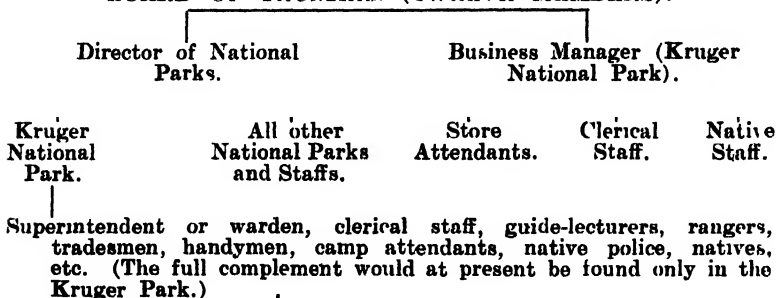 Director of National Parks.
Business Manager (Kruger National Park).
Kruger National Park.
All other National Parks and Staffs.
Store Attendants.
Clerical Staff.
Native Staff.
Superintendent or warden, clerical staff, guide-lecturers, rangers,
tradesmen, handymen, camp attendants, native police, natives,
etc. (The full complement would at present be found only in the
Kruger Park.)